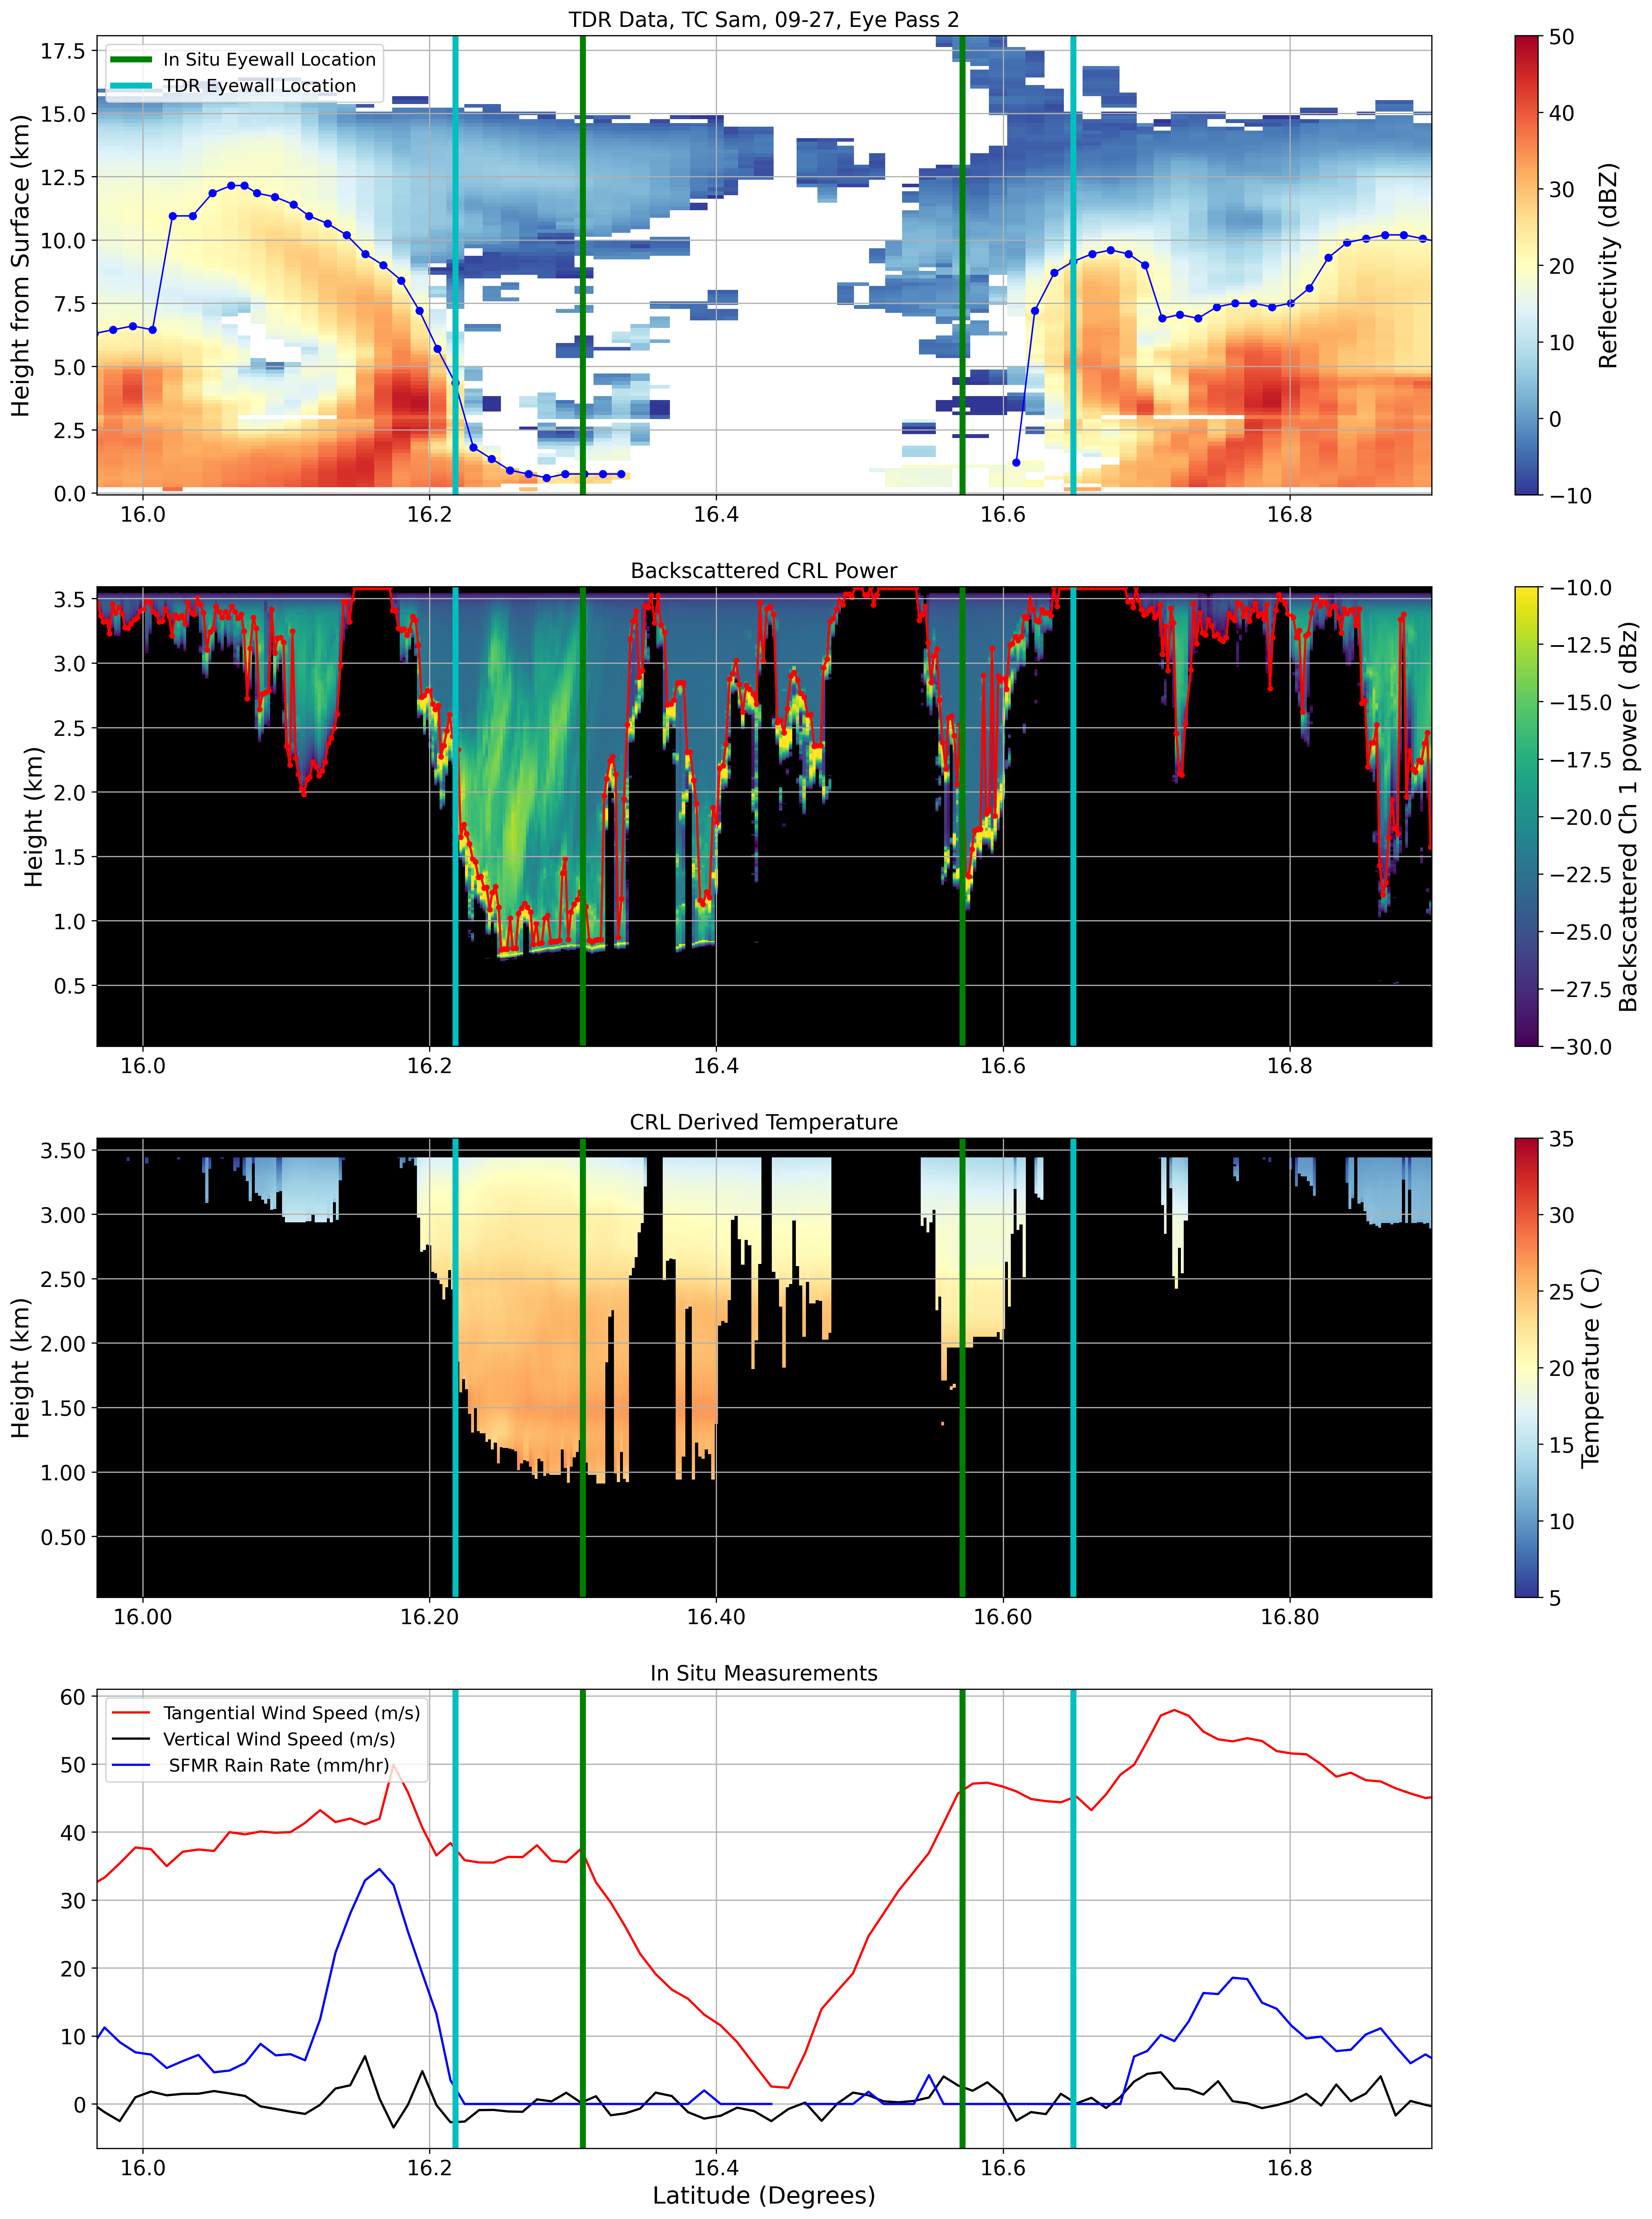 TDR Data, TC Sam, 09-27, Eye Pass 2
In Situ Eyewall Location
TDR Eyewall Location
Height from Surface (km)
17.5
15.0
12.5
10.0
7.5
5.0
2.5
0.0
16.0 16.2 16.4 16.6 16.8
50
40
30
20
10
0
−10
Reflectivity (dBZ)
Backscattered CRL Power
Height (km)
3.5
3.0
2.5
2.0
1.5
1.0
0.5
16.0 16.2 16.4 16.6 16.8
−10.0
−12.5
−15.0
−17.5
−20.0
−22.5
−25.0
−27.5
−30.0
Backscattered Ch 1 power ( dBz)
CRL Derived Temperature
Height (km)
3.50
3.00
2.50
2.00
1.50
1.00
0.50
16.00 16.20 16.40 16.60 16.80
35
30
25
20
15
10
5
Temperature ( C)
In Situ Measurements
Tangential Wind Speed (m/s)
Vertical Wind Speed (m/s)
SFMR Rain Rate (mm/hr)
60
50
40
30
20
10
0
16.0 16.2 16.4 16.6 16.8
Latitude (Degrees)